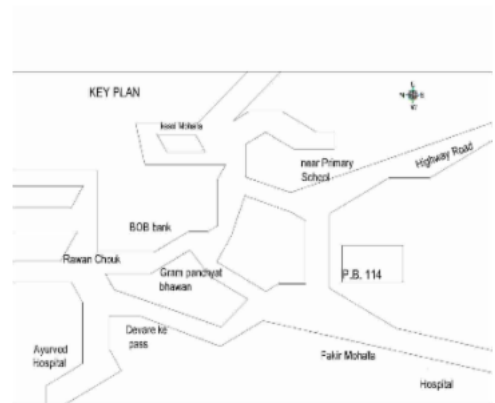 KEY PLAN
near Primary
School
Highway Road
BOB bank
Rawan Chouk
Gram panchyat
bhawan
P.B. 114
Devare ke
pass
Ayurved
Hospital
Fakir Mohalla
Hospital